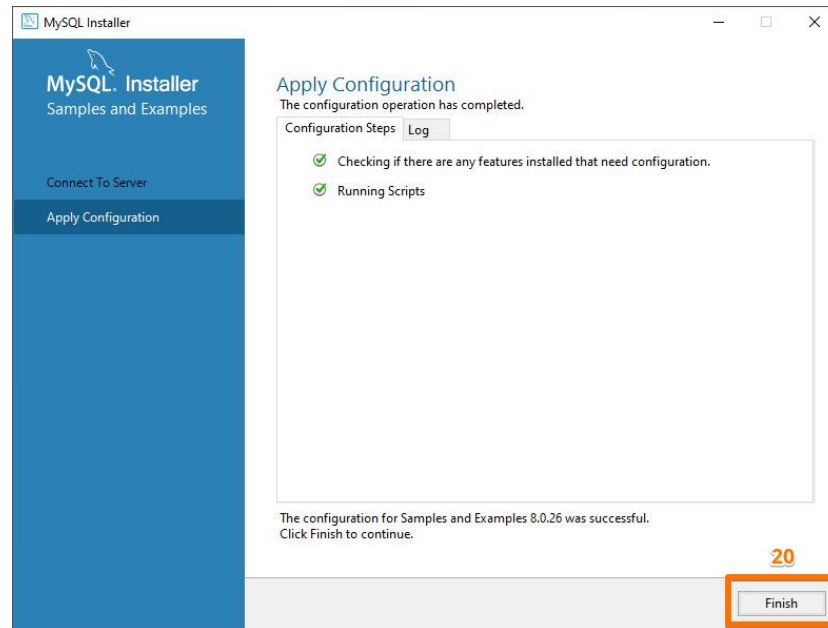 MySQL Installer
MySQL. Installer
Samples and Examples
Connect To Server
Apply Configuration
Apply Configuration
The configuration operation has completed.
Configuration Steps Log
Checking if there are any features installed that need configuration.
Running Scripts
The configuration for Samples and Examples 8.0.26 was successful.
Click Finish to continue.
20
Finish